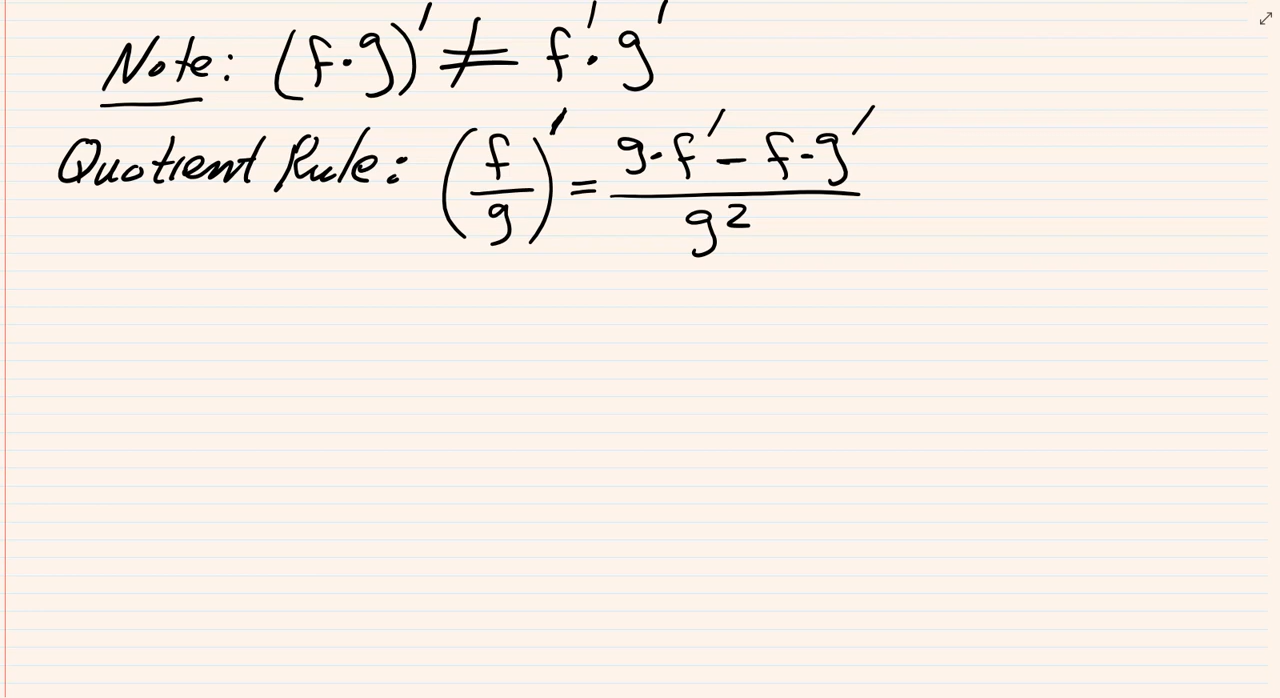 Note: (f·g)′ ≠ f′·g′
Quotient Rule: (f/g)′ = (g·f′ − f·g′)/g²